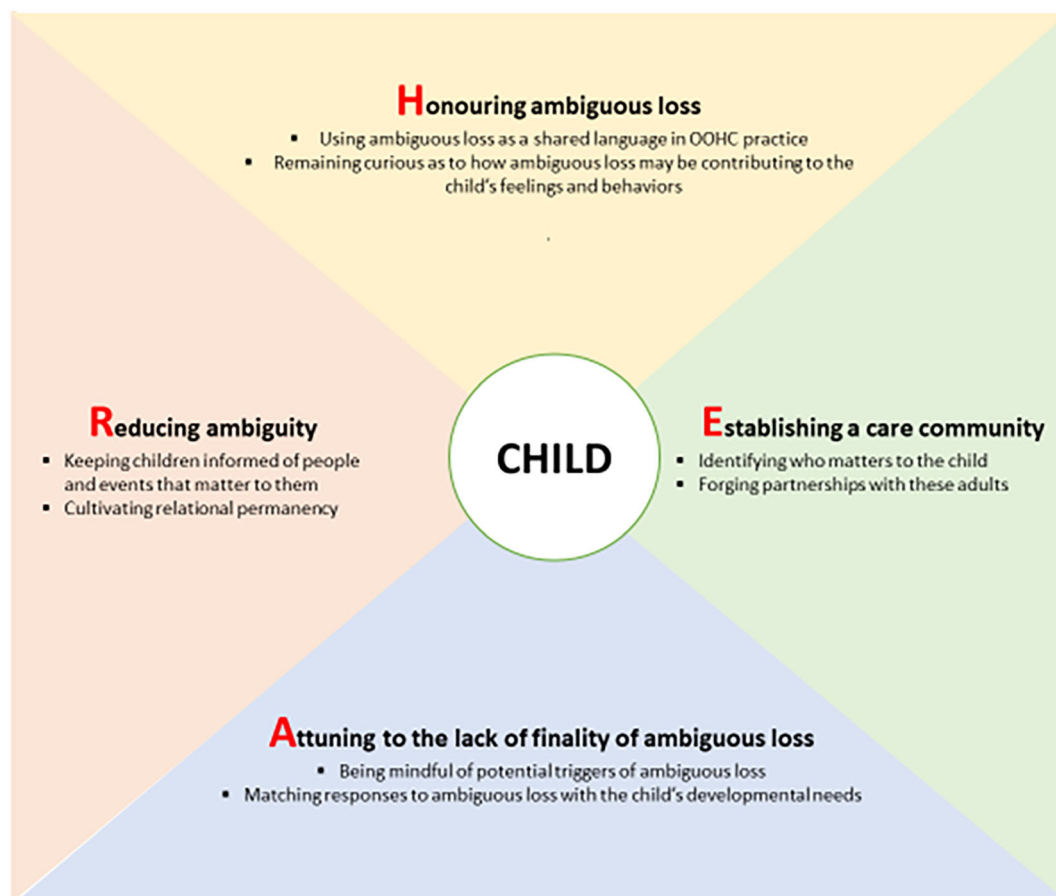 Honouring ambiguous loss
▪ Using ambiguous loss as a shared language in OOHC practice
▪ Remaining curious as to how ambiguous loss may be contributing to the
child's feelings and behaviors
.
Reducing ambiguity
▪ Keeping children informed of people
and events that matter to them
▪ Cultivating relational permanency
CHILD
Establishing a care community
▪ Identifying who matters to the child
▪ Forging partnerships with these adults
Attuning to the lack of finality of ambiguous loss
▪ Being mindful of potential triggers of ambiguous loss
▪ Matching responses to ambiguous loss with the child's developmental needs